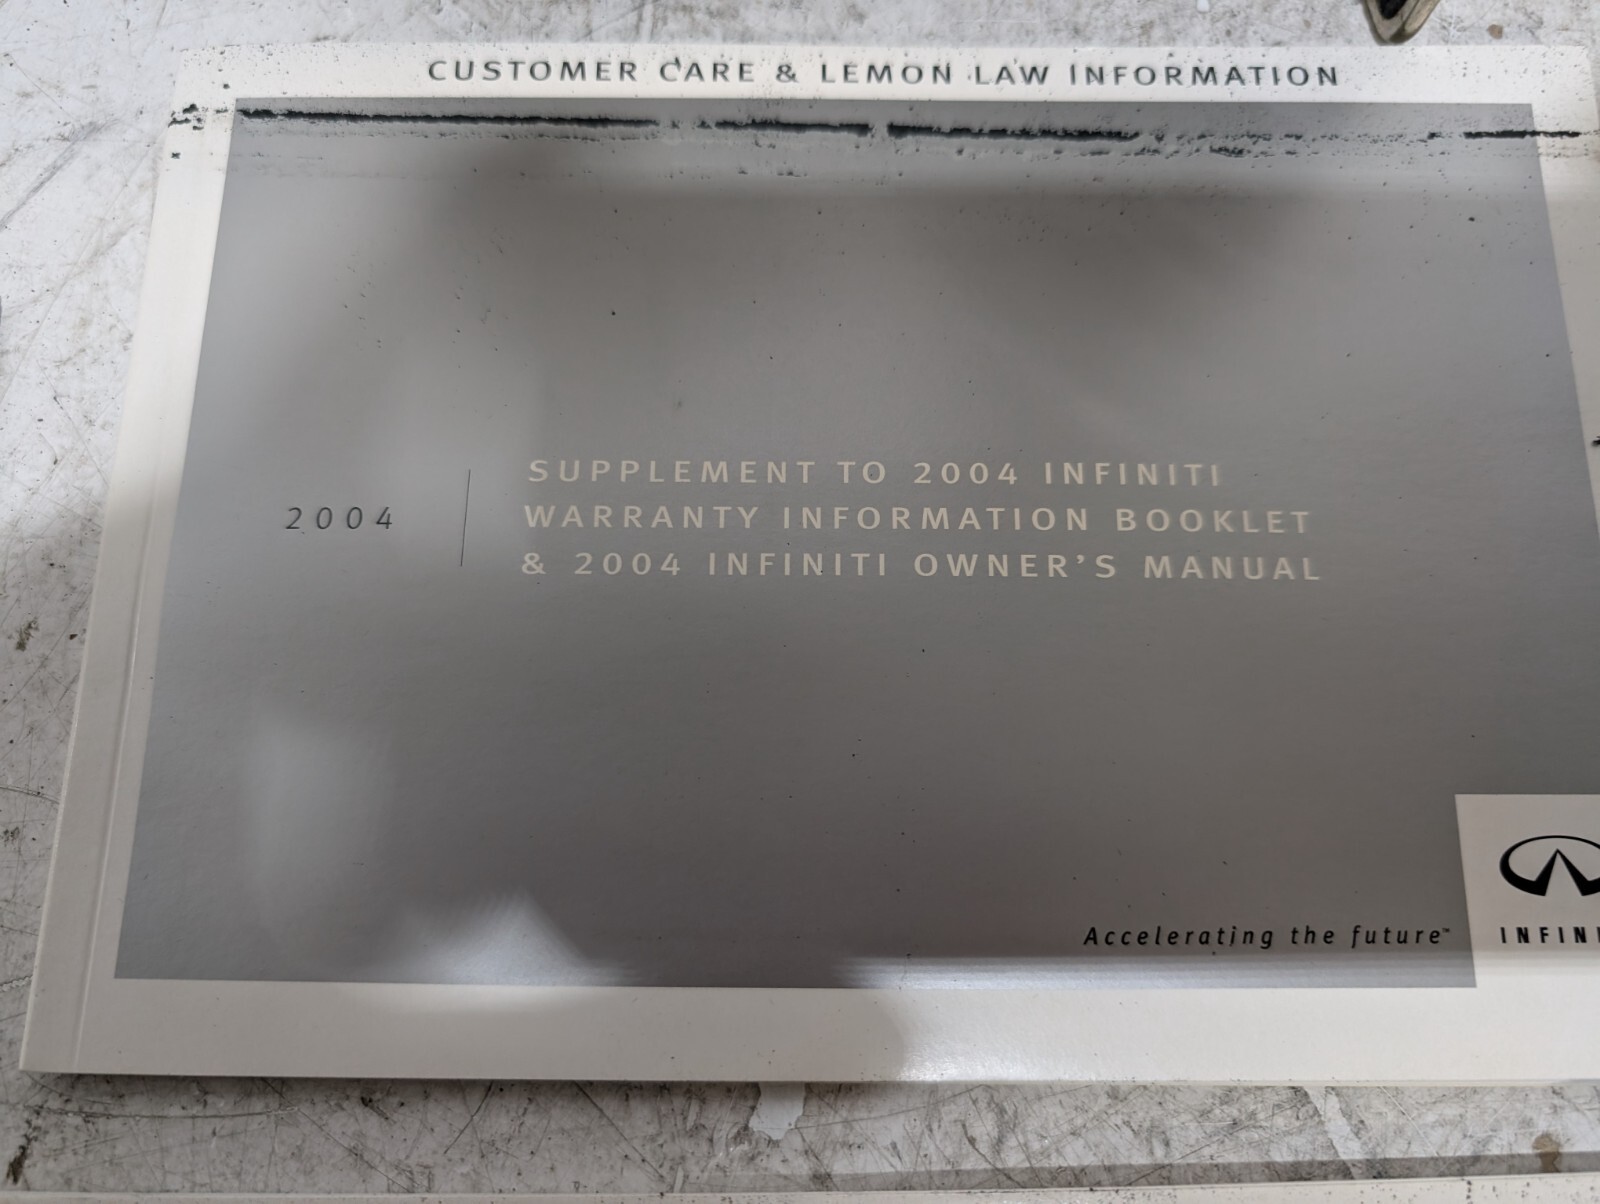 CUSTOMER CARE & LEMON LAW INFORMATION
2004
SUPPLEMENT TO 2004 INFINITI
WARRANTY INFORMATION BOOKLET
& 2004 INFINITI OWNER'S MANUAL
Accelerating the future™
INFINI